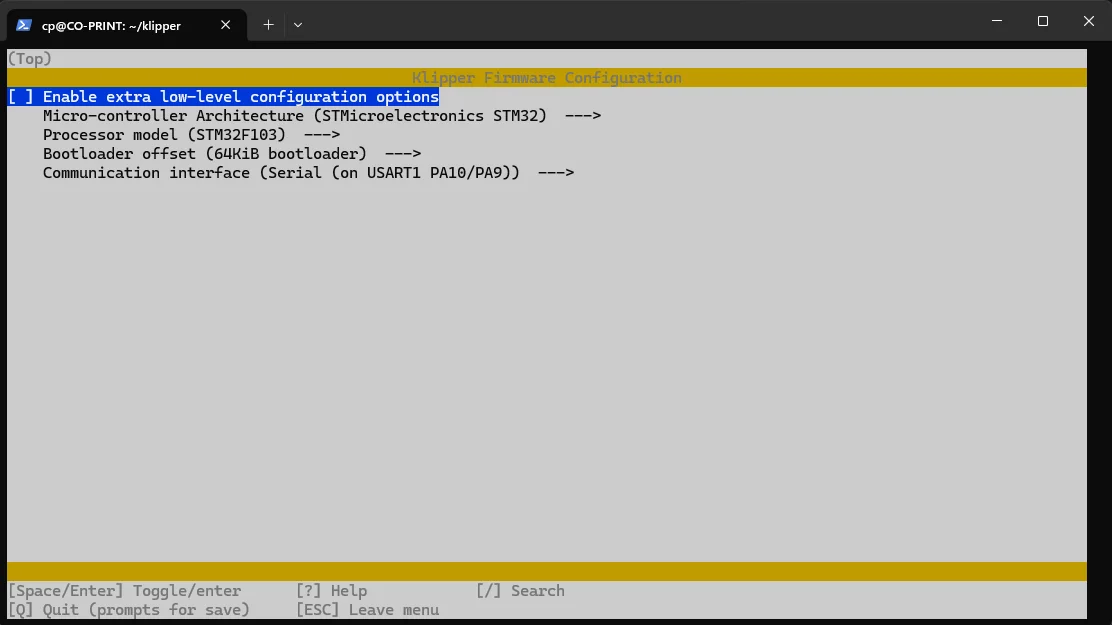 cp@CO-PRINT: ~/klipper
(Top)
Klipper Firmware Configuration
[ ] Enable extra low-level configuration options
Micro-controller Architecture (STMicroelectronics STM32)  --->
Processor model (STM32F103)  --->
Bootloader offset (64KiB bootloader)  --->
Communication interface (Serial (on USART1 PA10/PA9))  --->
[Space/Enter] Toggle/enter      [?] Help            [/] Search
[Q] Quit (prompts for save)     [ESC] Leave menu